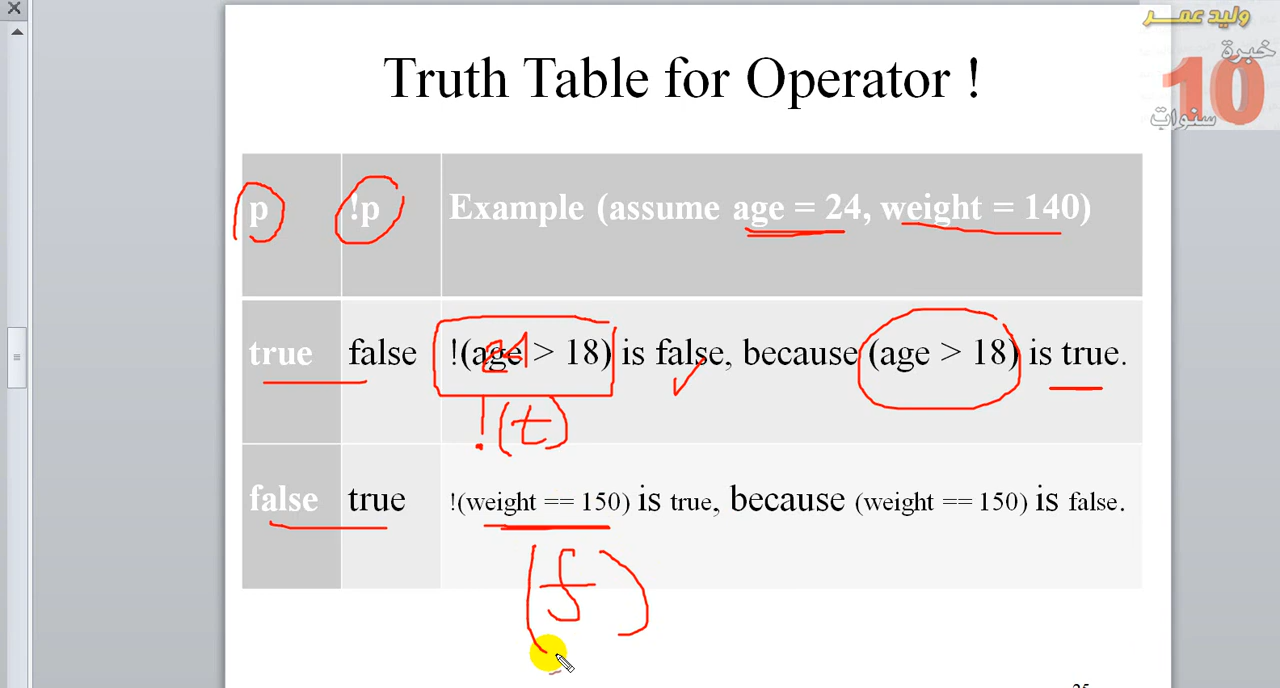 وليد عمر
خبرة
10
سنوات
Truth Table for Operator !
p !p Example (assume age = 24, weight = 140)
true false !(age > 18) is false, because (age > 18) is true.
24
!(t)
false true !(weight == 150) is true, because (weight == 150) is false.
(f)